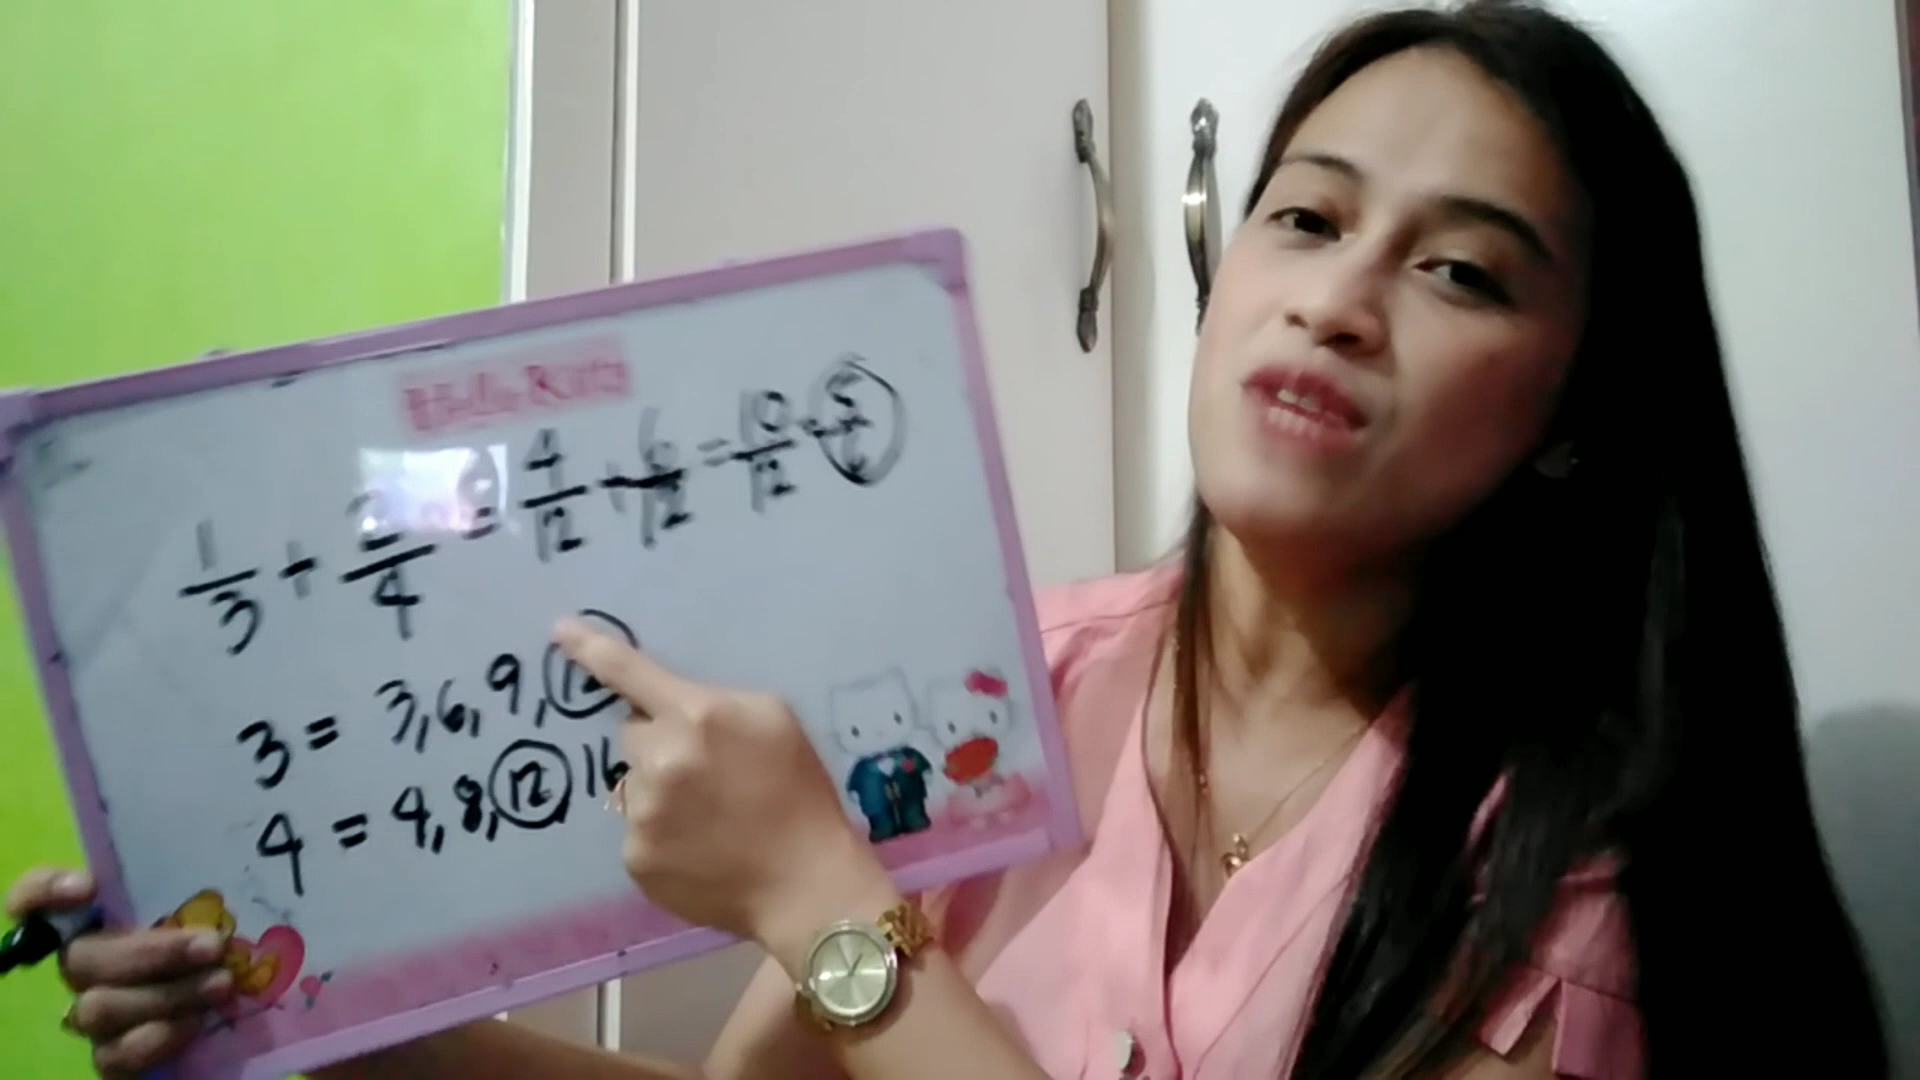 Hello Kitty
1/3 + 2/4 = 4/12 + 6/12 = 10/12 = 5/6
3 = 3, 6, 9, 12
4 = 4, 8, 12, 16